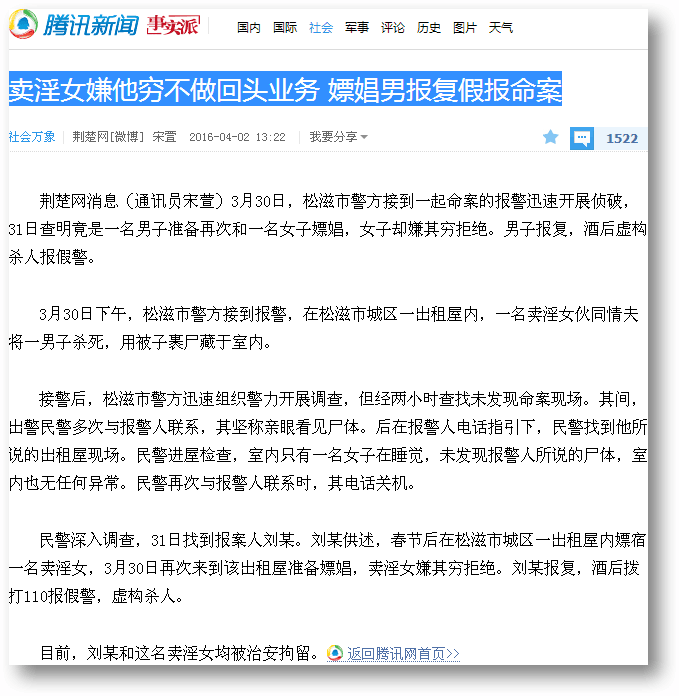 腾讯新闻 事实派 国内 国际 社会 军事 评论 历史 图片 天气
卖淫女嫌他穷不做回头业务 嫖娼男报复假报命案
社会万象 荆楚网[微博] 宋萱 2016-04-02 13:22 我要分享 1522
荆楚网消息（通讯员宋萱）3月30日，松滋市警方接到一起命案的报警迅速开展侦破，
31日查明竟是一名男子准备再次和一名女子嫖娼，女子却嫌其穷拒绝。男子报复，酒后虚构
杀人报假警。
3月30日下午，松滋市警方接到报警，在松滋市城区一出租屋内，一名卖淫女伙同情夫
将一男子杀死，用被子裹尸藏于室内。
接警后，松滋市警方迅速组织警力开展调查，但经两小时查找未发现命案现场。其间，
出警民警多次与报警人联系，其坚称亲眼看见尸体。后在报警人电话指引下，民警找到他所
说的出租屋现场。民警进屋检查，室内只有一名女子在睡觉，未发现报警人所说的尸体，室
内也无任何异常。民警再次与报警人联系时，其电话关机。
民警深入调查，31日找到报案人刘某。刘某供述，春节后在松滋市城区一出租屋内嫖宿
一名卖淫女，3月30日再次来到该出租屋准备嫖娼，卖淫女嫌其穷拒绝。刘某报复，酒后拨
打110报假警，虚构杀人。
目前，刘某和这名卖淫女均被治安拘留。 返回腾讯网首页>>